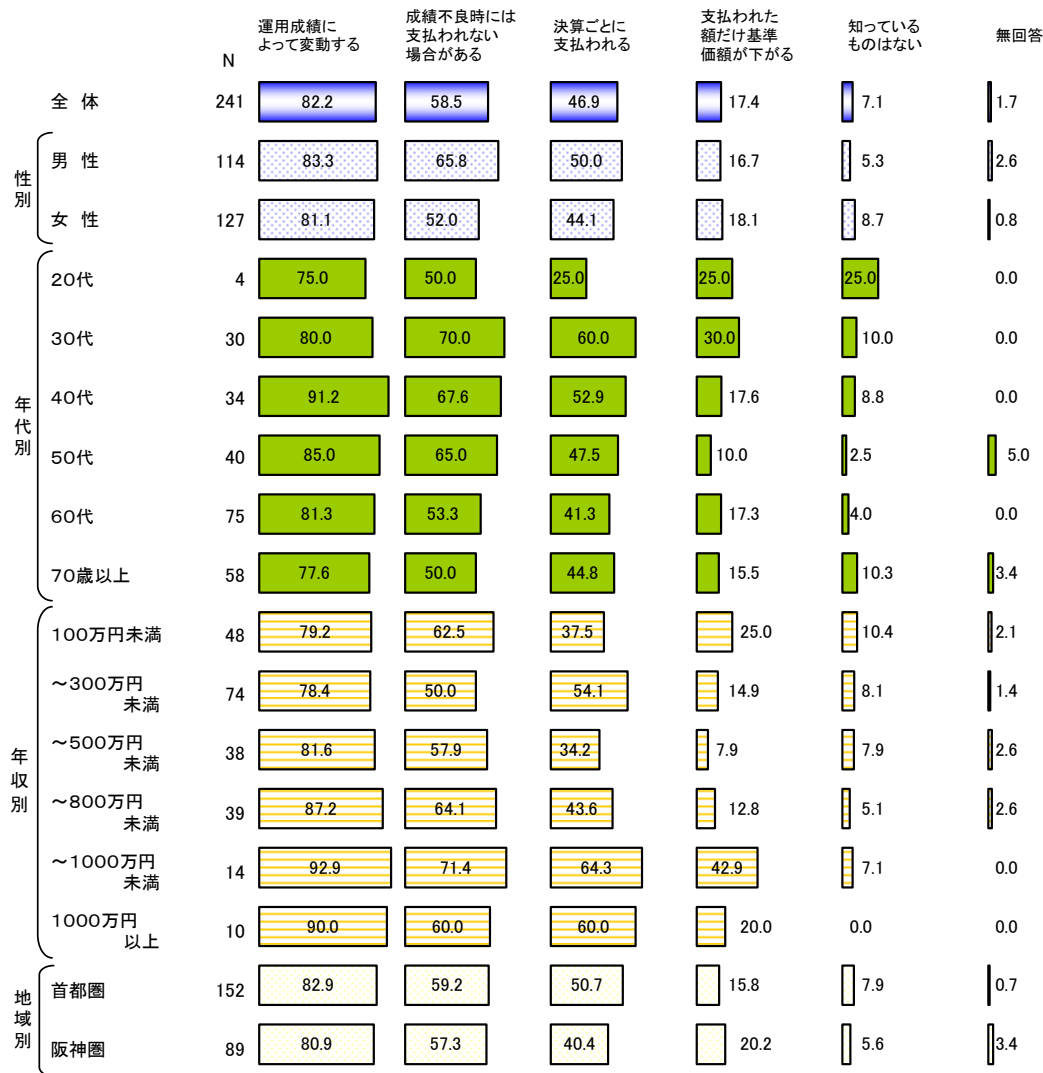 運用成績に
よって変動する
成績不良時には
支払われない
場合がある
決算ごとに
支払われる
支払われた
額だけ基準
価額が下がる
知っている
ものはない
無回答
N
全 体 241 82.2 58.5 46.9 17.4 7.1 1.7
性別
男 性 114 83.3 65.8 50.0 16.7 5.3 2.6
女 性 127 81.1 52.0 44.1 18.1 8.7 0.8
年代別
20代 4 75.0 50.0 25.0 25.0 25.0 0.0
30代 30 80.0 70.0 60.0 30.0 10.0 0.0
40代 34 91.2 67.6 52.9 17.6 8.8 0.0
50代 40 85.0 65.0 47.5 10.0 2.5 5.0
60代 75 81.3 53.3 41.3 17.3 4.0 0.0
70歳以上 58 77.6 50.0 44.8 15.5 10.3 3.4
年収別
100万円未満 48 79.2 62.5 37.5 25.0 10.4 2.1
～300万円
未満 74 78.4 50.0 54.1 14.9 8.1 1.4
～500万円
未満 38 81.6 57.9 34.2 7.9 7.9 2.6
～800万円
未満 39 87.2 64.1 43.6 12.8 5.1 2.6
～1000万円
未満 14 92.9 71.4 64.3 42.9 7.1 0.0
1000万円
以上 10 90.0 60.0 60.0 20.0 0.0 0.0
地域別
首都圏 152 82.9 59.2 50.7 15.8 7.9 0.7
阪神圏 89 80.9 57.3 40.4 20.2 5.6 3.4